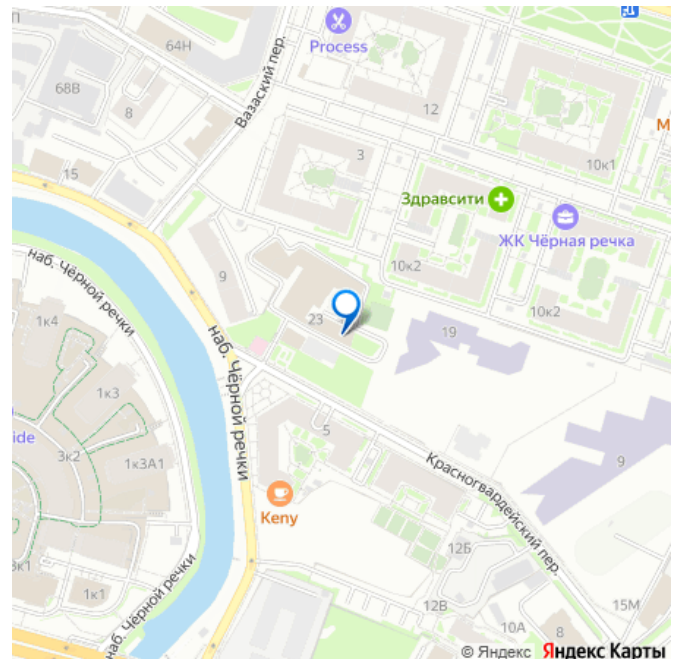 64Н
Process
Вазаский пер.
68В
8
12
3
10к1
15
Здравсити
ЖК Чёрная речка
наб. Чёрной речки
9
10к2
10к2
1к4
23
19
наб. Чёрной речки
1к3
ide
3к2
1к3А1
5
Красногвардейский пер.
9
Keny
12Б
1к1
наб. Чёрной речки
12В
10А
8
15М
© Яндекс Яндекс Карты